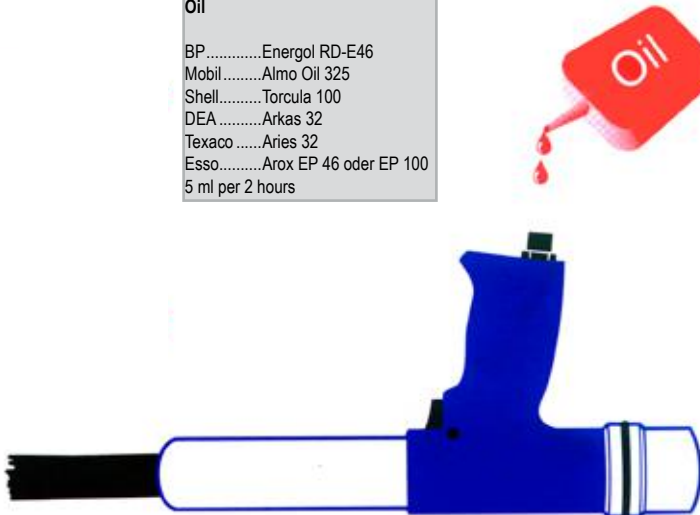 Oil
BP.............Energol RD-E46
Mobil.........Almo Oil 325
Shell..........Torcula 100
DEA..........Arkas 32
Texaco......Aries 32
Esso..........Arox EP 46 oder EP 100
5 ml per 2 hours
Oil